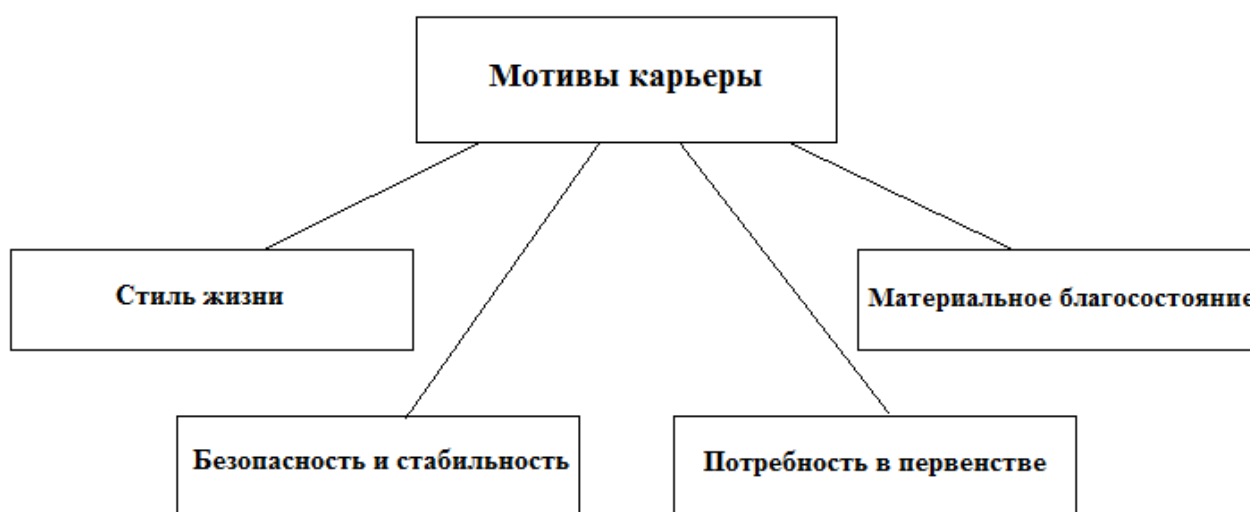 Мотивы карьеры
Стиль жизни
Материальное благосостояние
Безопасность и стабильность
Потребность в первенстве